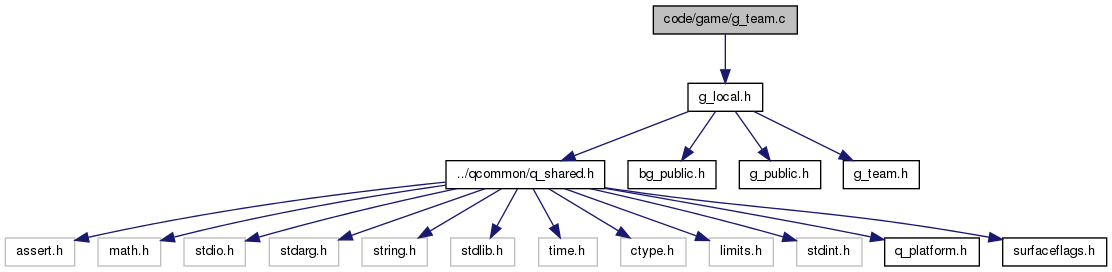 code/game/g_team.c
g_local.h
../qcommon/q_shared.h
bg_public.h
g_public.h
g_team.h
assert.h
math.h
stdio.h
stdarg.h
string.h
stdlib.h
time.h
ctype.h
limits.h
stdint.h
q_platform.h
surfaceflags.h